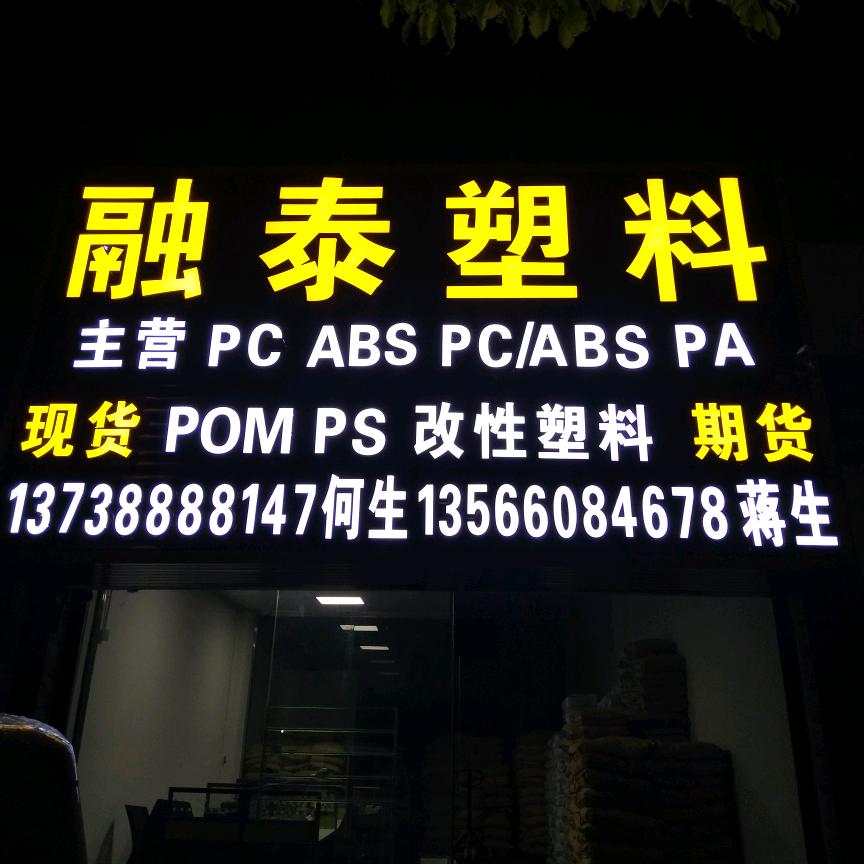 融泰塑料
主营 PC ABS PC/ABS PA
现货 POM PS 改性塑料 期货
13738888147何生13566084678蒋生